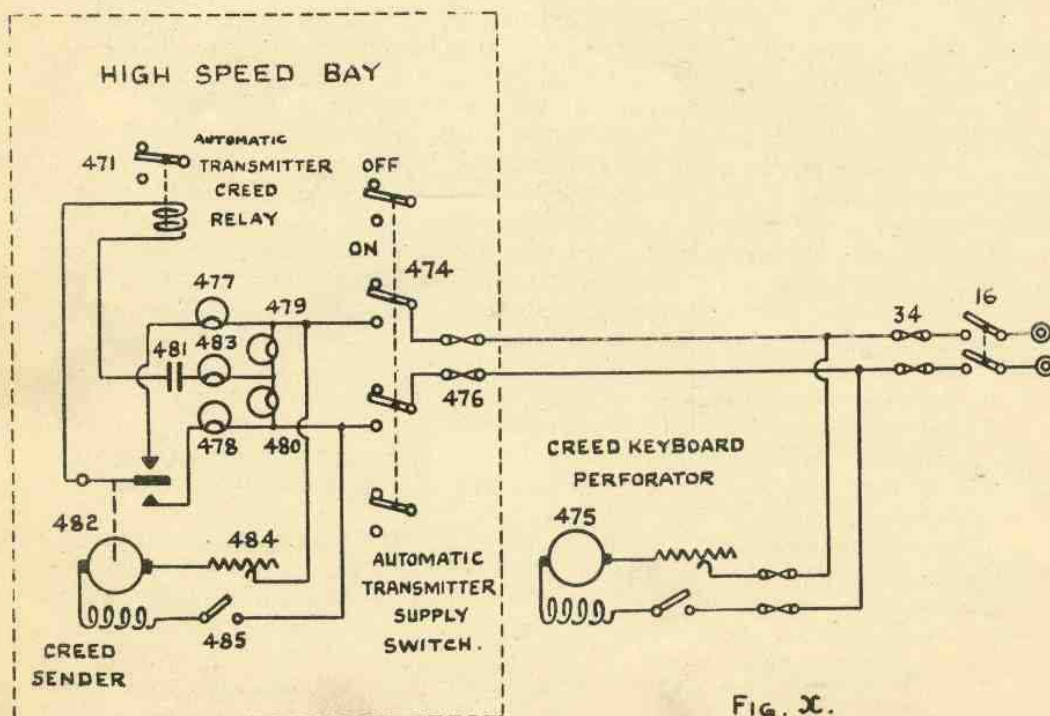 HIGH SPEED BAY
471
AUTOMATIC
TRANSMITTER
CREED
RELAY
OFF
ON
474
477
479
481
483
478
480
476
34
16
482
484
485
CREED
SENDER
AUTOMATIC
TRANSMITTER
SUPPLY
SWITCH.
CREED KEYBOARD
PERFORATOR
475
FIG. X.